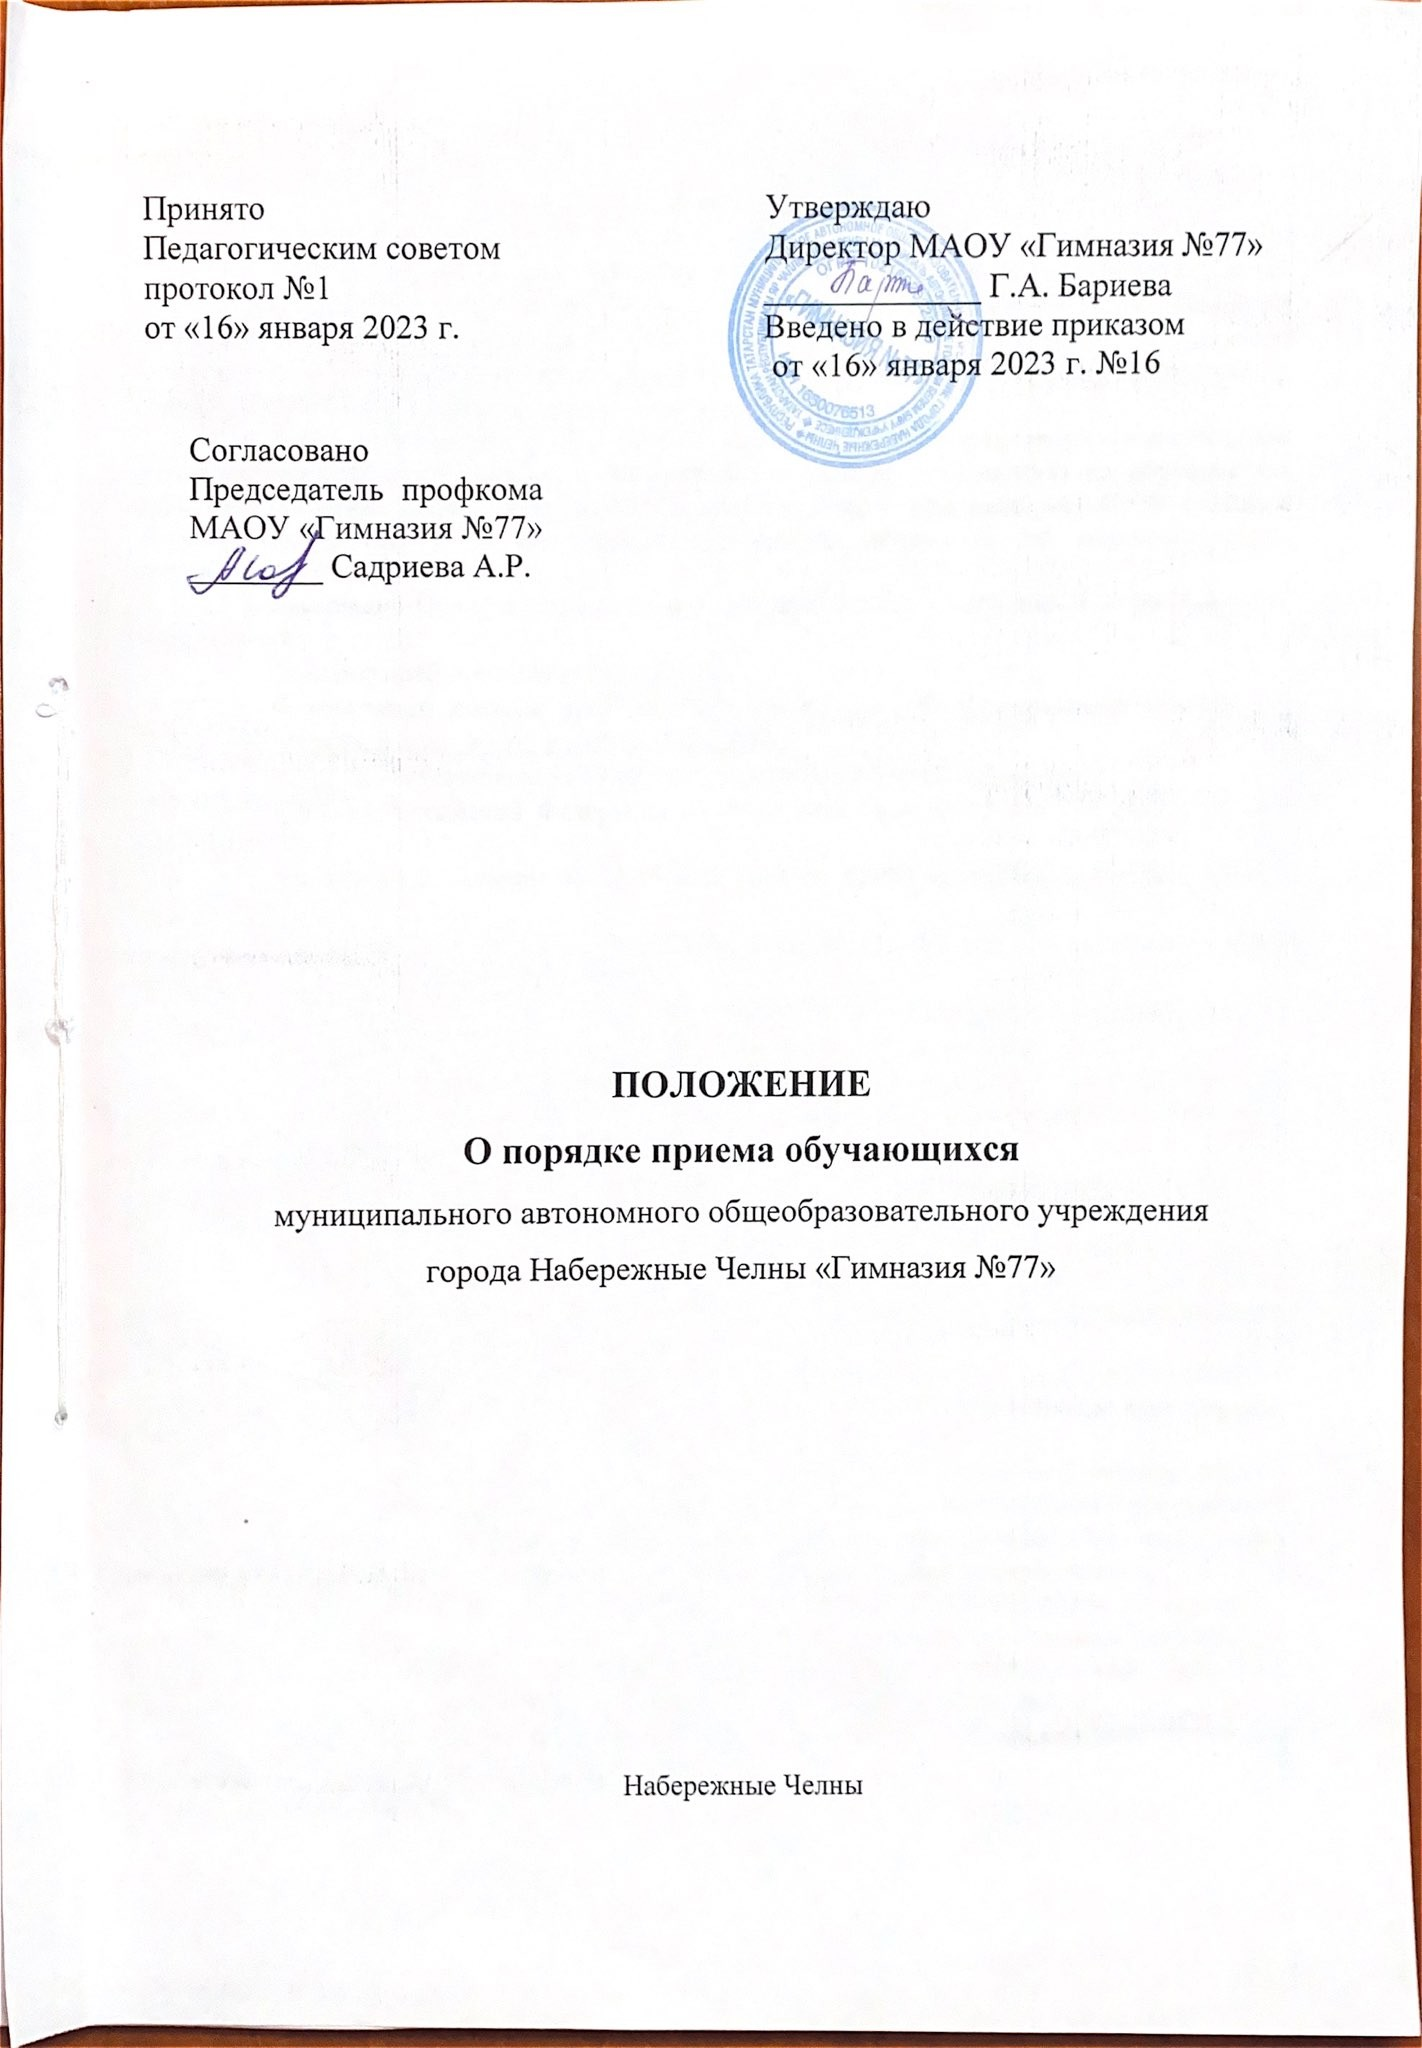 Принято
Педагогическим советом
протокол №1
от «16» января 2023 г.
Утверждаю
Директор МАОУ «Гимназия №77»
Г.А. Бариева
Введено в действие приказом
от «16» января 2023 г. №16
1650076513
Согласовано
Председатель профкома
МАОУ «Гимназия №77»
Садриева А.Р.
ПОЛОЖЕНИЕ
О порядке приема обучающихся
муниципального автономного общеобразовательного учреждения
города Набережные Челны «Гимназия №77»
Набережные Челны